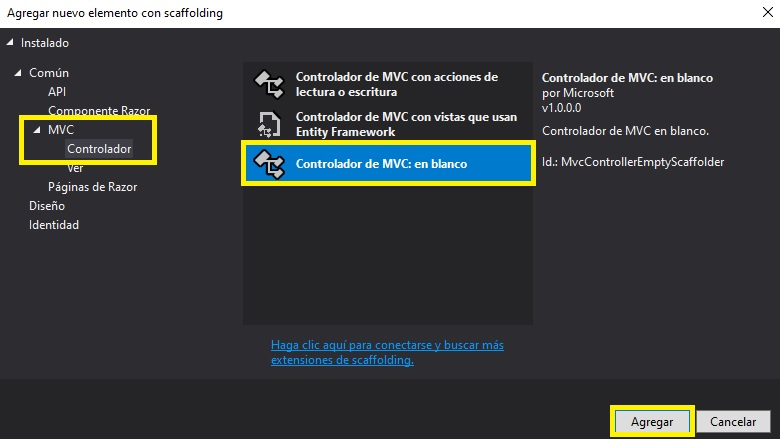 Agregar nuevo elemento con scaffolding
Instalado
Común
API
Componente Razor
MVC
Controlador
Ver
Páginas de Razor
Diseño
Identidad
Controlador de MVC con acciones de
lectura o escritura
Controlador de MVC con vistas que usan
Entity Framework
Controlador de MVC: en blanco
Haga clic aquí para conectarse y buscar más
extensiones de scaffolding.
Controlador de MVC: en blanco
por Microsoft
v1.0.0.0
Controlador de MVC en blanco.
Id.: MvcControllerEmptyScaffolder
Agregar
Cancelar